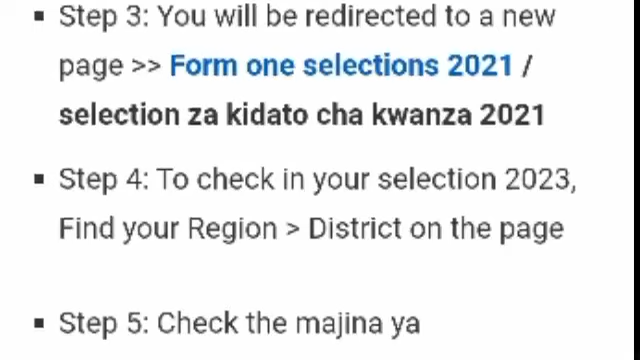 ▪ Step 3: You will be redirected to a new
page >> Form one selections 2021 /
selection za kidato cha kwanza 2021
▪ Step 4: To check in your selection 2023,
Find your Region > District on the page
▪ Step 5: Check the majina ya